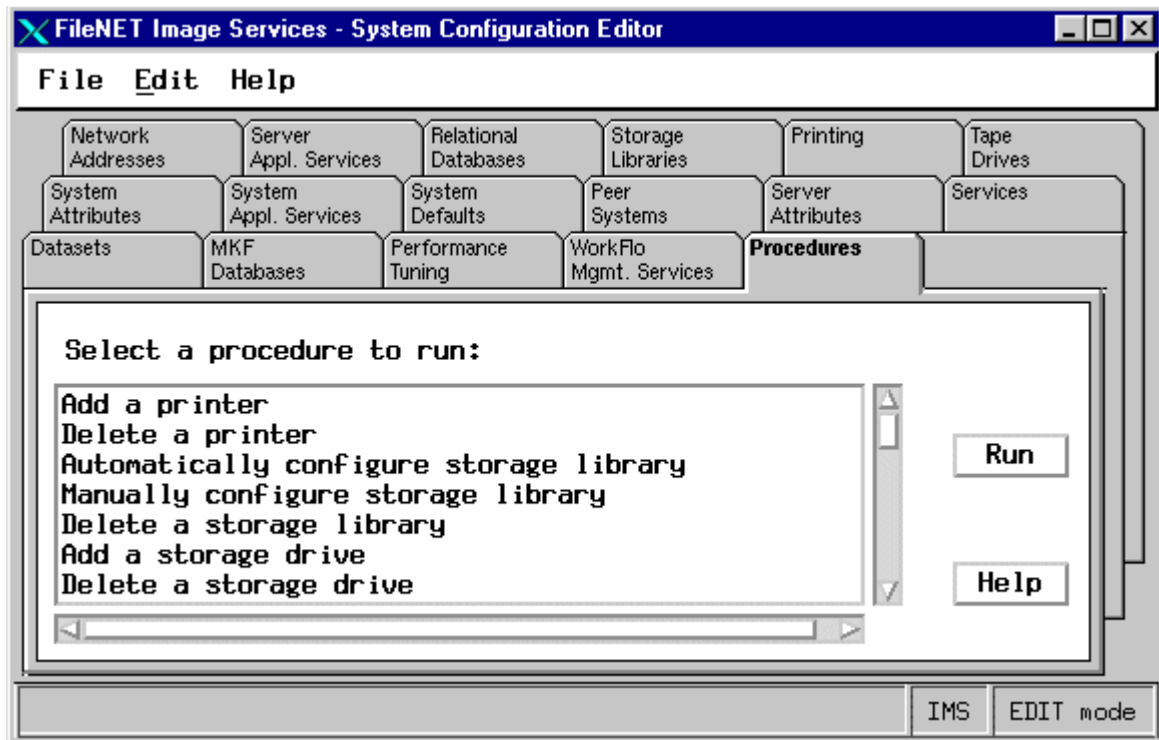 FileNET Image Services - System Configuration Editor
File Edit Help
Network Addresses
Server Appl. Services
Relational Databases
Storage Libraries
Printing
Tape Drives
System Attributes
System Appl. Services
System Defaults
Peer Systems
Server Attributes
Services
Datasets
MKF Databases
Performance Tuning
WorkFlo Mgmt. Services
Procedures
Select a procedure to run:
Add a printer
Delete a printer
Automatically configure storage library
Manually configure storage library
Delete a storage library
Add a storage drive
Delete a storage drive
Run
Help
IMS
EDIT mode